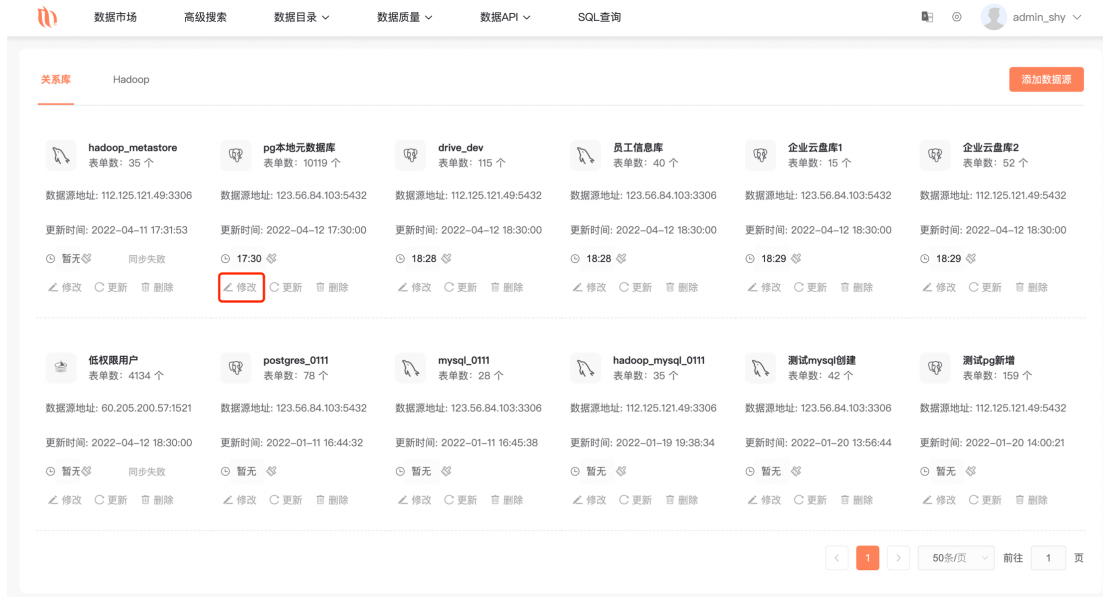 数据市场 高级搜索 数据目录 数据质量 数据API SQL查询 admin_shy
关系库 Hadoop 添加数据源
hadoop_metastore pg本地元数据库 drive_dev 员工信息库 企业云盘库1 企业云盘库2
表单数: 35 个 表单数: 10119 个 表单数: 115 个 表单数: 40 个 表单数: 15 个 表单数: 52 个
数据源地址: 112.125.121.49:3306 数据源地址: 123.56.84.103:5432 数据源地址: 112.125.121.49:5432 数据源地址: 123.56.84.103:3306 数据源地址: 123.56.84.103:5432 数据源地址: 112.125.121.49:5432
更新时间: 2022-04-11 17:31:53 更新时间: 2022-04-12 17:30:00 更新时间: 2022-04-12 18:30:00 更新时间: 2022-04-12 18:30:00 更新时间: 2022-04-12 18:30:00 更新时间: 2022-04-12 18:30:00
暂无 同步失败 17:30 18:28 18:28 18:29 18:29
修改 更新 删除 修改 更新 删除 修改 更新 删除 修改 更新 删除 修改 更新 删除 修改 更新 删除
低权限用户 postgres_0111 mysql_0111 hadoop_mysql_0111 测试mysql创建 测试pg新增
表单数: 4134 个 表单数: 78 个 表单数: 28 个 表单数: 35 个 表单数: 42 个 表单数: 159 个
数据源地址: 60.205.200.57:1521 数据源地址: 123.56.84.103:5432 数据源地址: 123.56.84.103:3306 数据源地址: 112.125.121.49:3306 数据源地址: 123.56.84.103:3306 数据源地址: 112.125.121.49:5432
更新时间: 2022-04-12 18:30:00 更新时间: 2022-01-11 16:44:32 更新时间: 2022-01-11 16:45:38 更新时间: 2022-01-19 19:38:34 更新时间: 2022-01-20 13:56:44 更新时间: 2022-01-20 14:00:21
暂无 同步失败 暂无 暂无 暂无 暂无 暂无
修改 更新 删除 修改 更新 删除 修改 更新 删除 修改 更新 删除 修改 更新 删除 修改 更新 删除
1 50条/页 前往 1 页